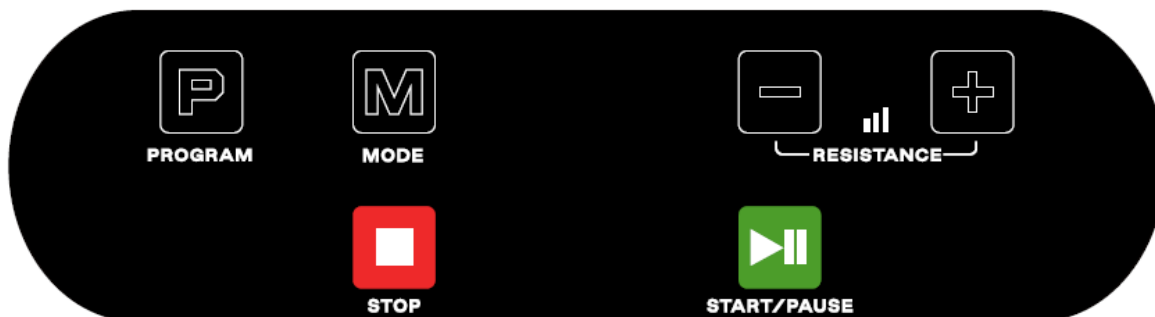 P M − +
PROGRAM MODE RESISTANCE
STOP START/PAUSE